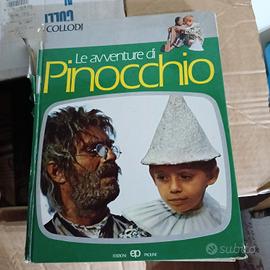 COLLODI
Le avventure di
Pinocchio
EDIZIONI ep PAOLINE
subito